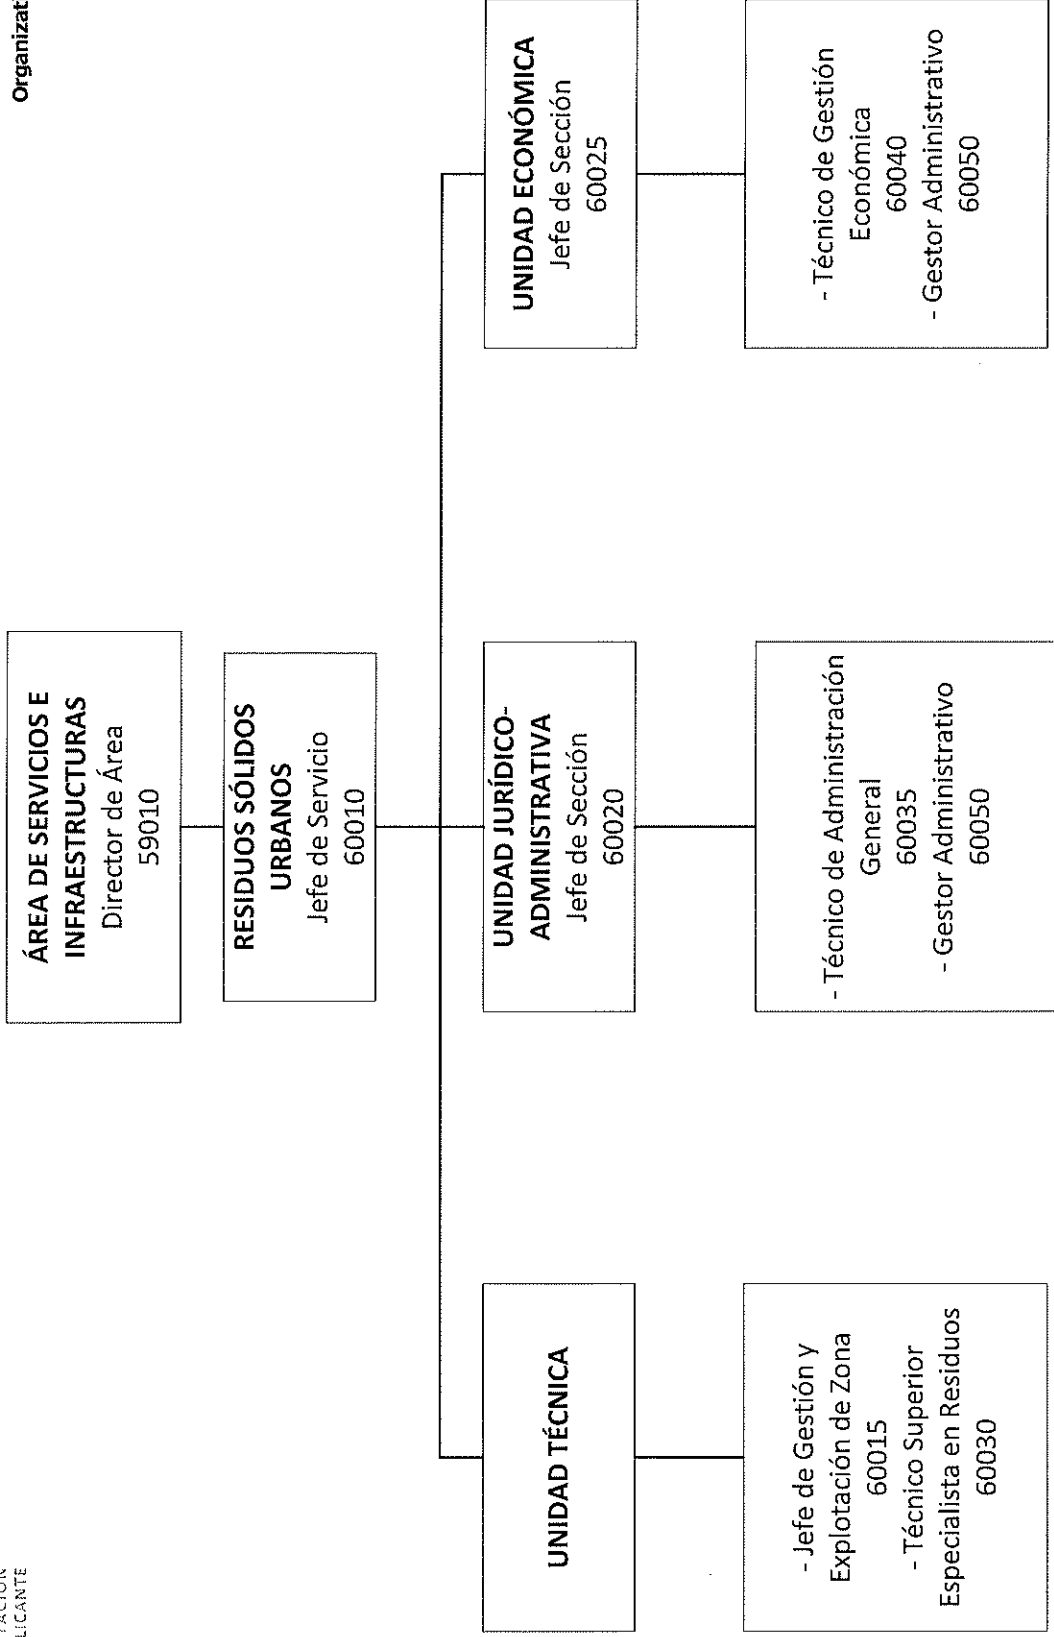 Organizat
TACIÓN
LICANTE
ÁREA DE SERVICIOS E
INFRAESTRUCTURAS
Director de Área
59010
RESIDUOS SÓLIDOS
URBANOS
Jefe de Servicio
60010
UNIDAD TÉCNICA
- Jefe de Gestión y
Explotación de Zona
60015
- Técnico Superior
Especialista en Residuos
60030
UNIDAD JURÍDICO-
ADMINISTRATIVA
Jefe de Sección
60020
- Técnico de Administración
General
60035
- Gestor Administrativo
60050
UNIDAD ECONÓMICA
Jefe de Sección
60025
- Técnico de Gestión
Económica
60040
- Gestor Administrativo
60050